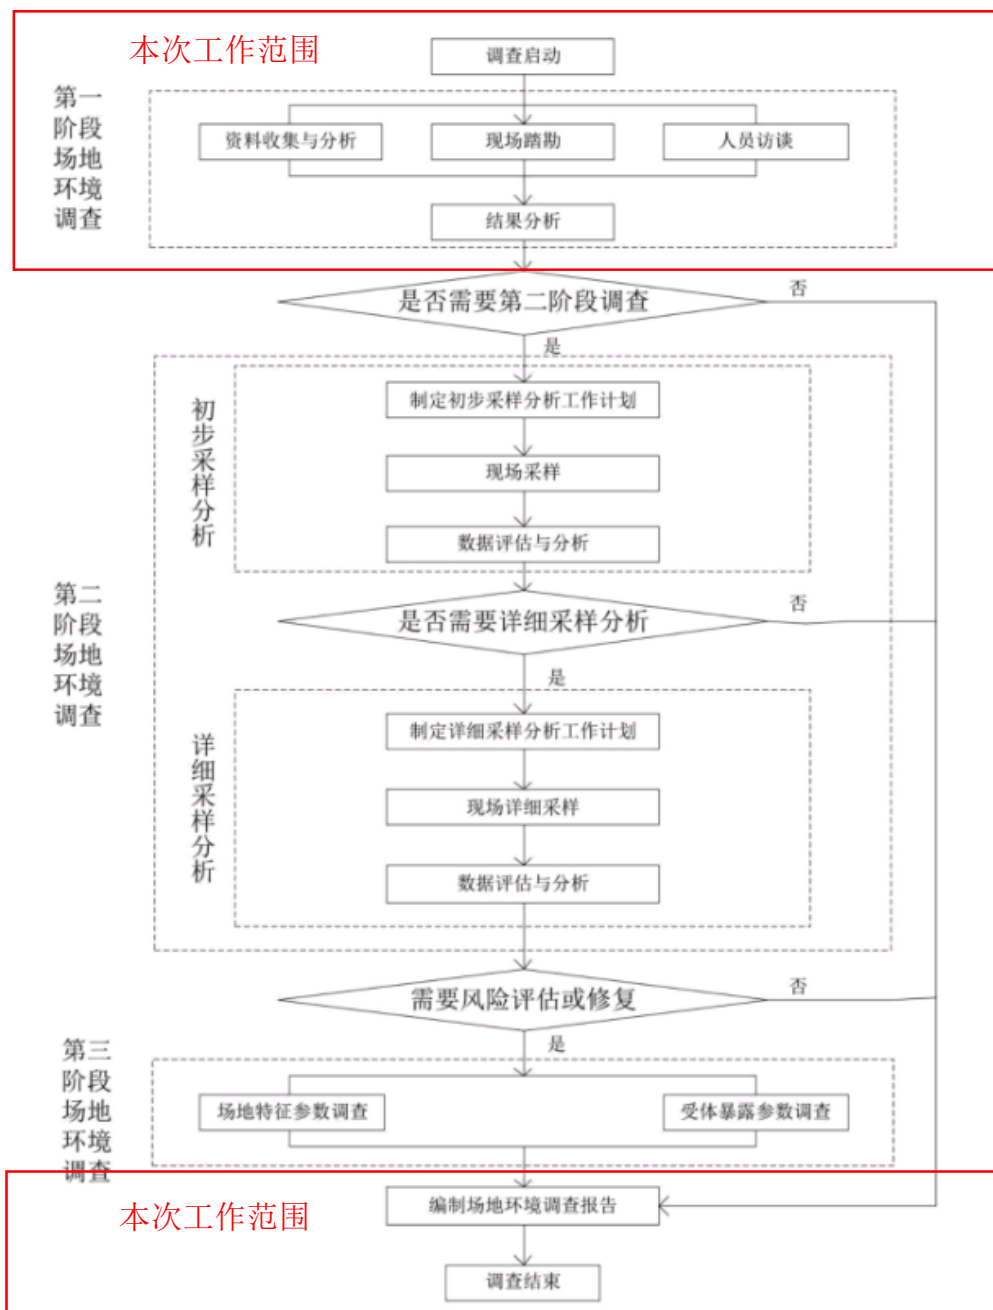 本次工作范围
调查启动
第一
阶段
场地
环境
调查
资料收集与分析
现场踏勘
人员访谈
结果分析
是否需要第二阶段调查
否
是
初步采样分析
制定初步采样分析工作计划
现场采样
数据评估与分析
第二
阶段
场地
环境
调查
是否需要详细采样分析
否
是
详细采样分析
制定详细采样分析工作计划
现场详细采样
数据评估与分析
需要风险评估或修复
否
是
第三
阶段
场地
环境
调查
场地特征参数调查
受体暴露参数调查
本次工作范围
编制场地环境调查报告
调查结束